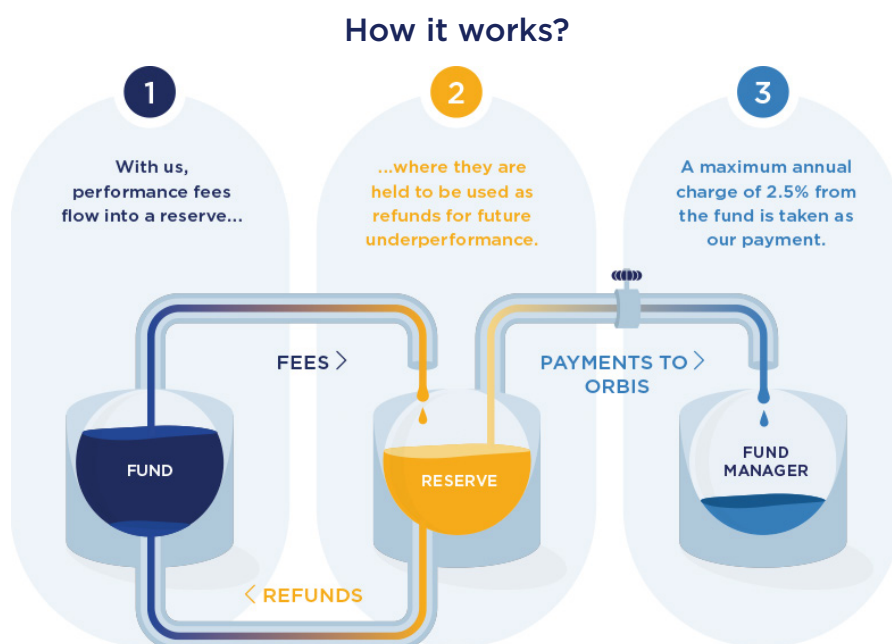 How it works?
1
With us,
performance fees
flow into a reserve...
2
...where they are
held to be used as
refunds for future
underperformance.
3
A maximum annual
charge of 2.5% from
the fund is taken as
our payment.
FEES >
PAYMENTS TO >
ORBIS
FUND
RESERVE
FUND
MANAGER
< REFUNDS